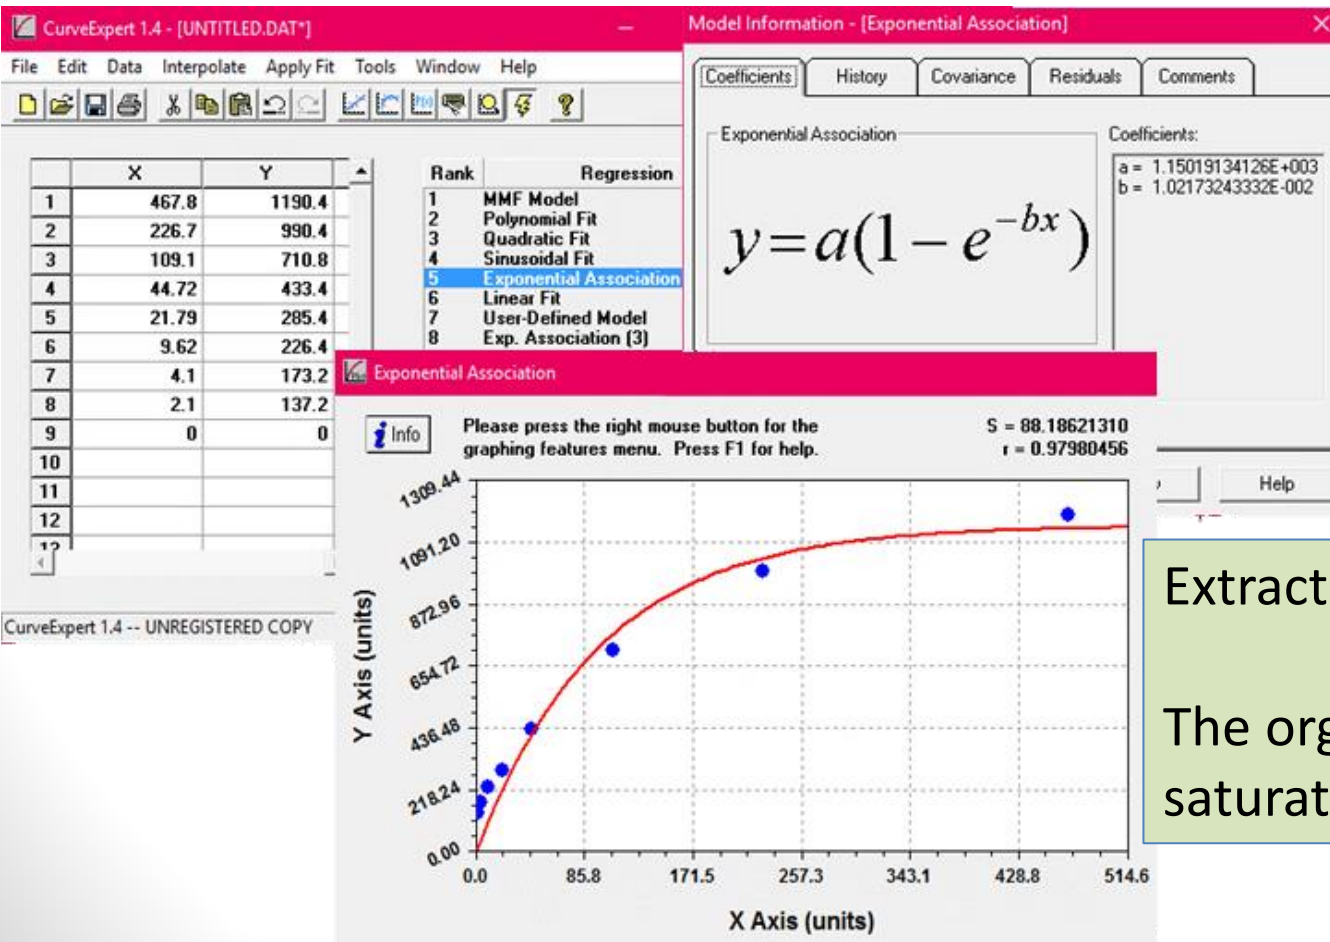 CurveExpert 1.4 - [UNTITLED.DAT*]
File Edit Data Interpolate Apply Fit Tools Window Help
X Y
1 467.8 1190.4
2 226.7 990.4
3 109.1 710.8
4 44.72 433.4
5 21.79 285.4
6 9.62 226.4
7 4.1 173.2
8 2.1 137.2
9 0 0
10
11
12
CurveExpert 1.4 -- UNREGISTERED COPY
Rank Regression
1 MMF Model
2 Polynomial Fit
3 Quadratic Fit
4 Sinusoidal Fit
5 Exponential Association
6 Linear Fit
7 User-Defined Model
8 Exp. Association (3)
Model Information - [Exponential Association]
Coefficients History Covariance Residuals Comments
Exponential Association
y=a(1-e^{-bx})
Coefficients:
a = 1.15019134126E+003
b = 1.02173243332E-002
Help
Exponential Association
Info
Please press the right mouse button for the
graphing features menu. Press F1 for help.
S = 88.18621310
r = 0.97980456
Y Axis (units)
1309.44
1091.20
872.96
654.72
436.48
218.24
0.00
0.0 85.8 171.5 257.3 343.1 428.8 514.6
X Axis (units)
Extract
The org
saturat